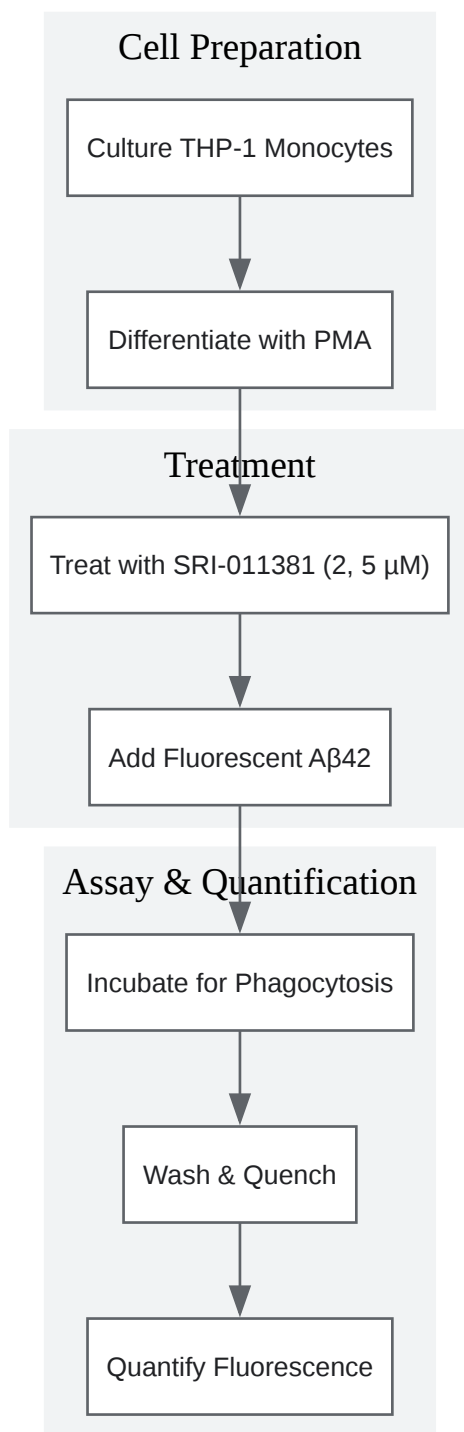 Cell Preparation
Culture THP-1 Monocytes
Differentiate with PMA
Treatment
Treat with SRI-011381 (2, 5 µM)
Add Fluorescent Aβ42
Assay & Quantification
Incubate for Phagocytosis
Wash & Quench
Quantify Fluorescence